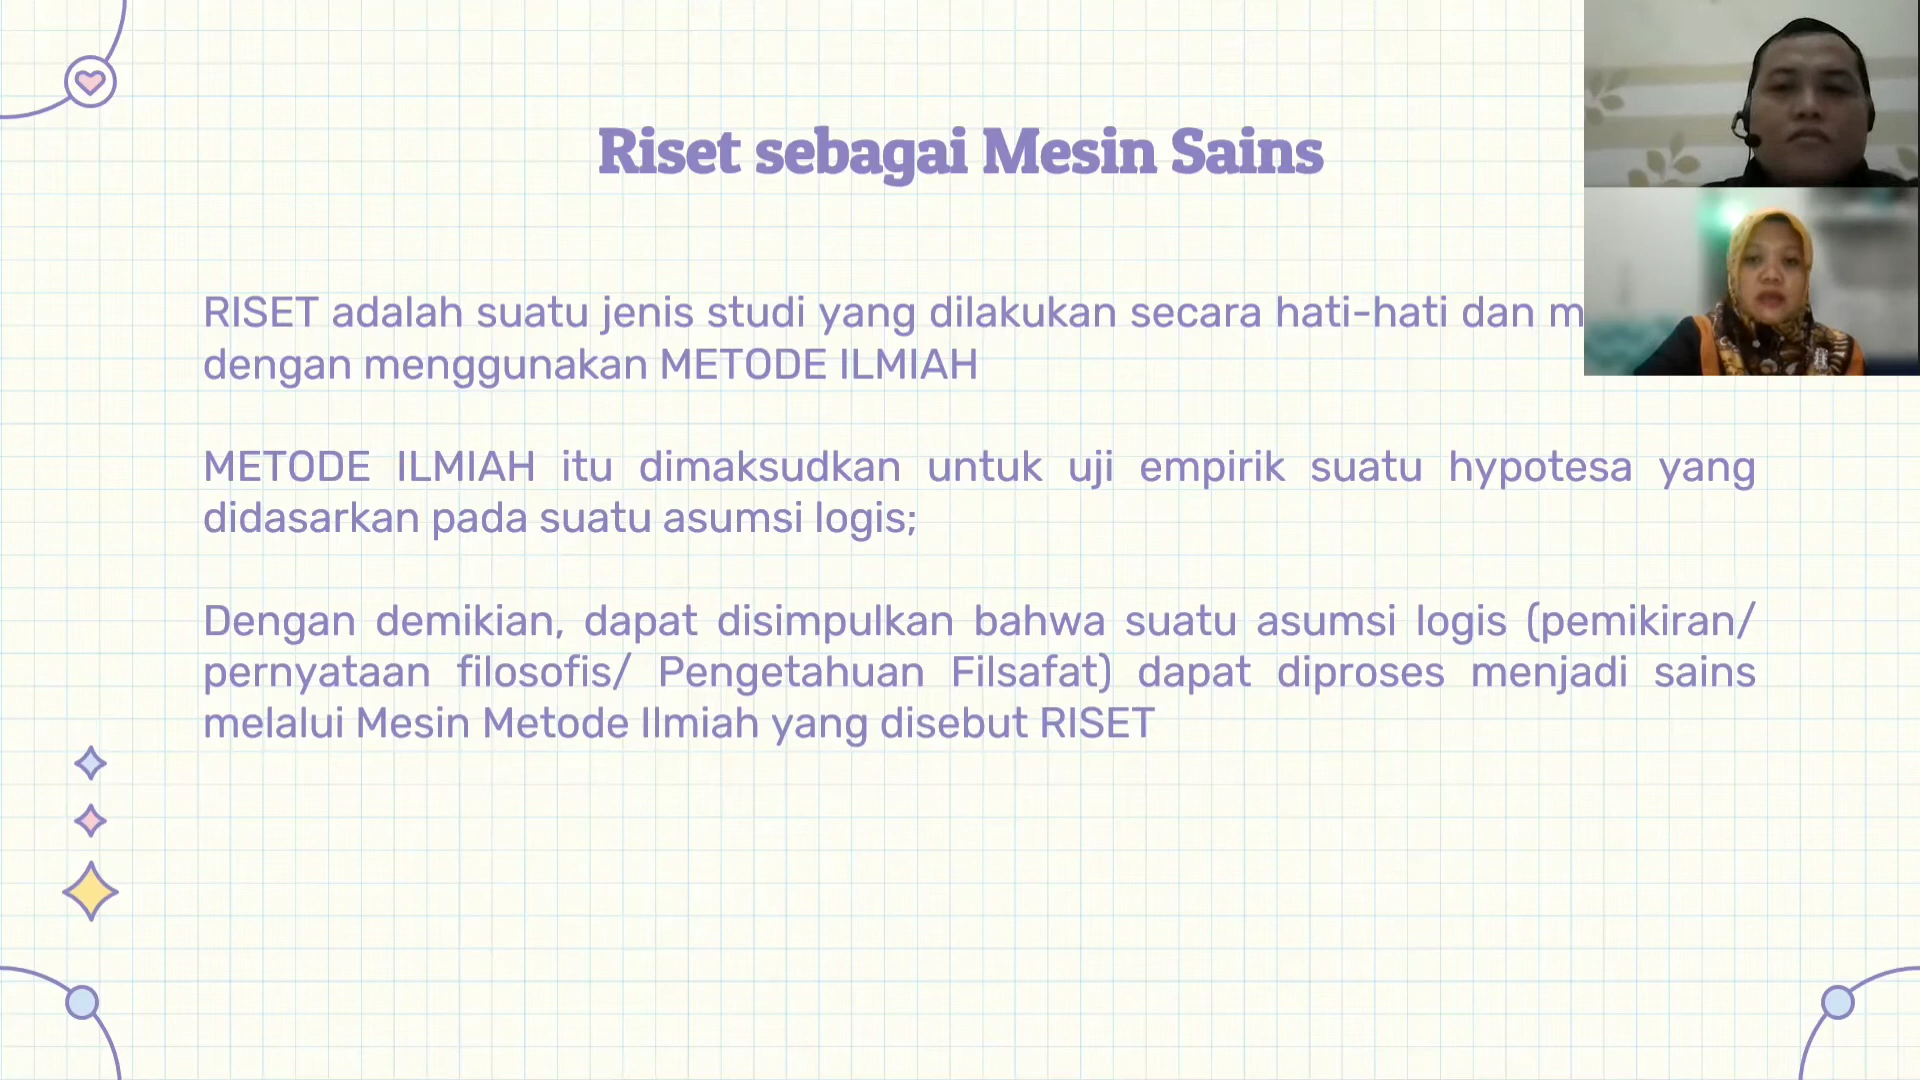 Riset sebagai Mesin Sains
RISET adalah suatu jenis studi yang dilakukan secara hati-hati dan
dengan menggunakan METODE ILMIAH
METODE ILMIAH itu dimaksudkan untuk uji empirik suatu hypotesa yang
didasarkan pada suatu asumsi logis;
Dengan demikian, dapat disimpulkan bahwa suatu asumsi logis (pemikiran/
pernyataan filosofis/ Pengetahuan Filsafat) dapat diproses menjadi sains
melalui Mesin Metode Ilmiah yang disebut RISET